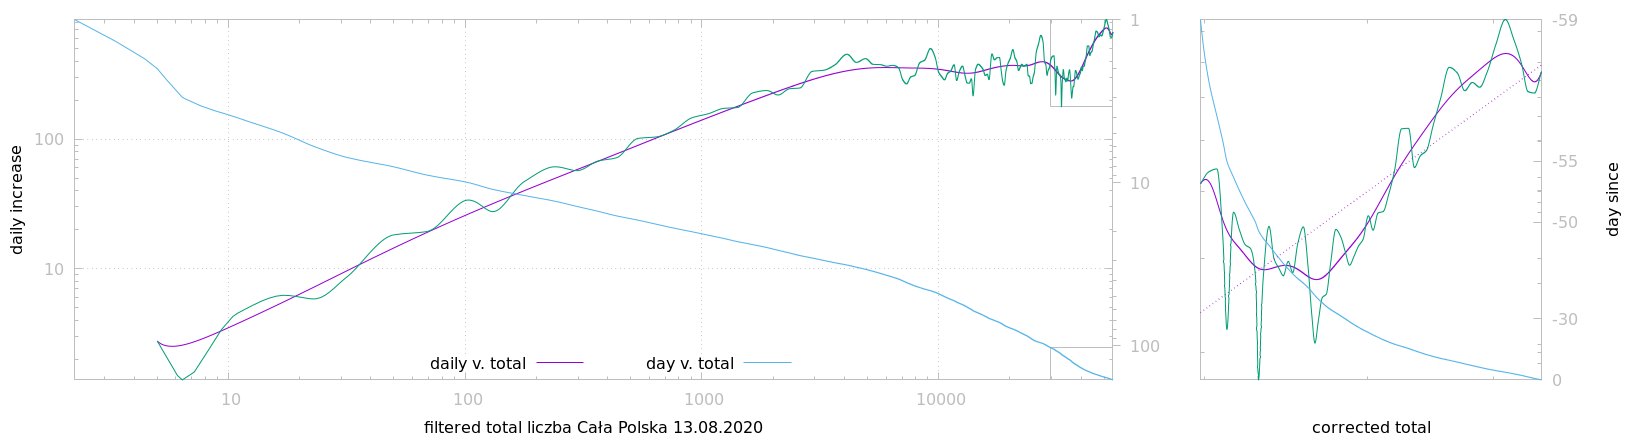 daily increase
100
10
daily v. total
day v. total
10
100
1000
10000
filtered total liczba Cała Polska 13.08.2020
1
10
100
-59
-55
-50
-30
0
day since
corrected total